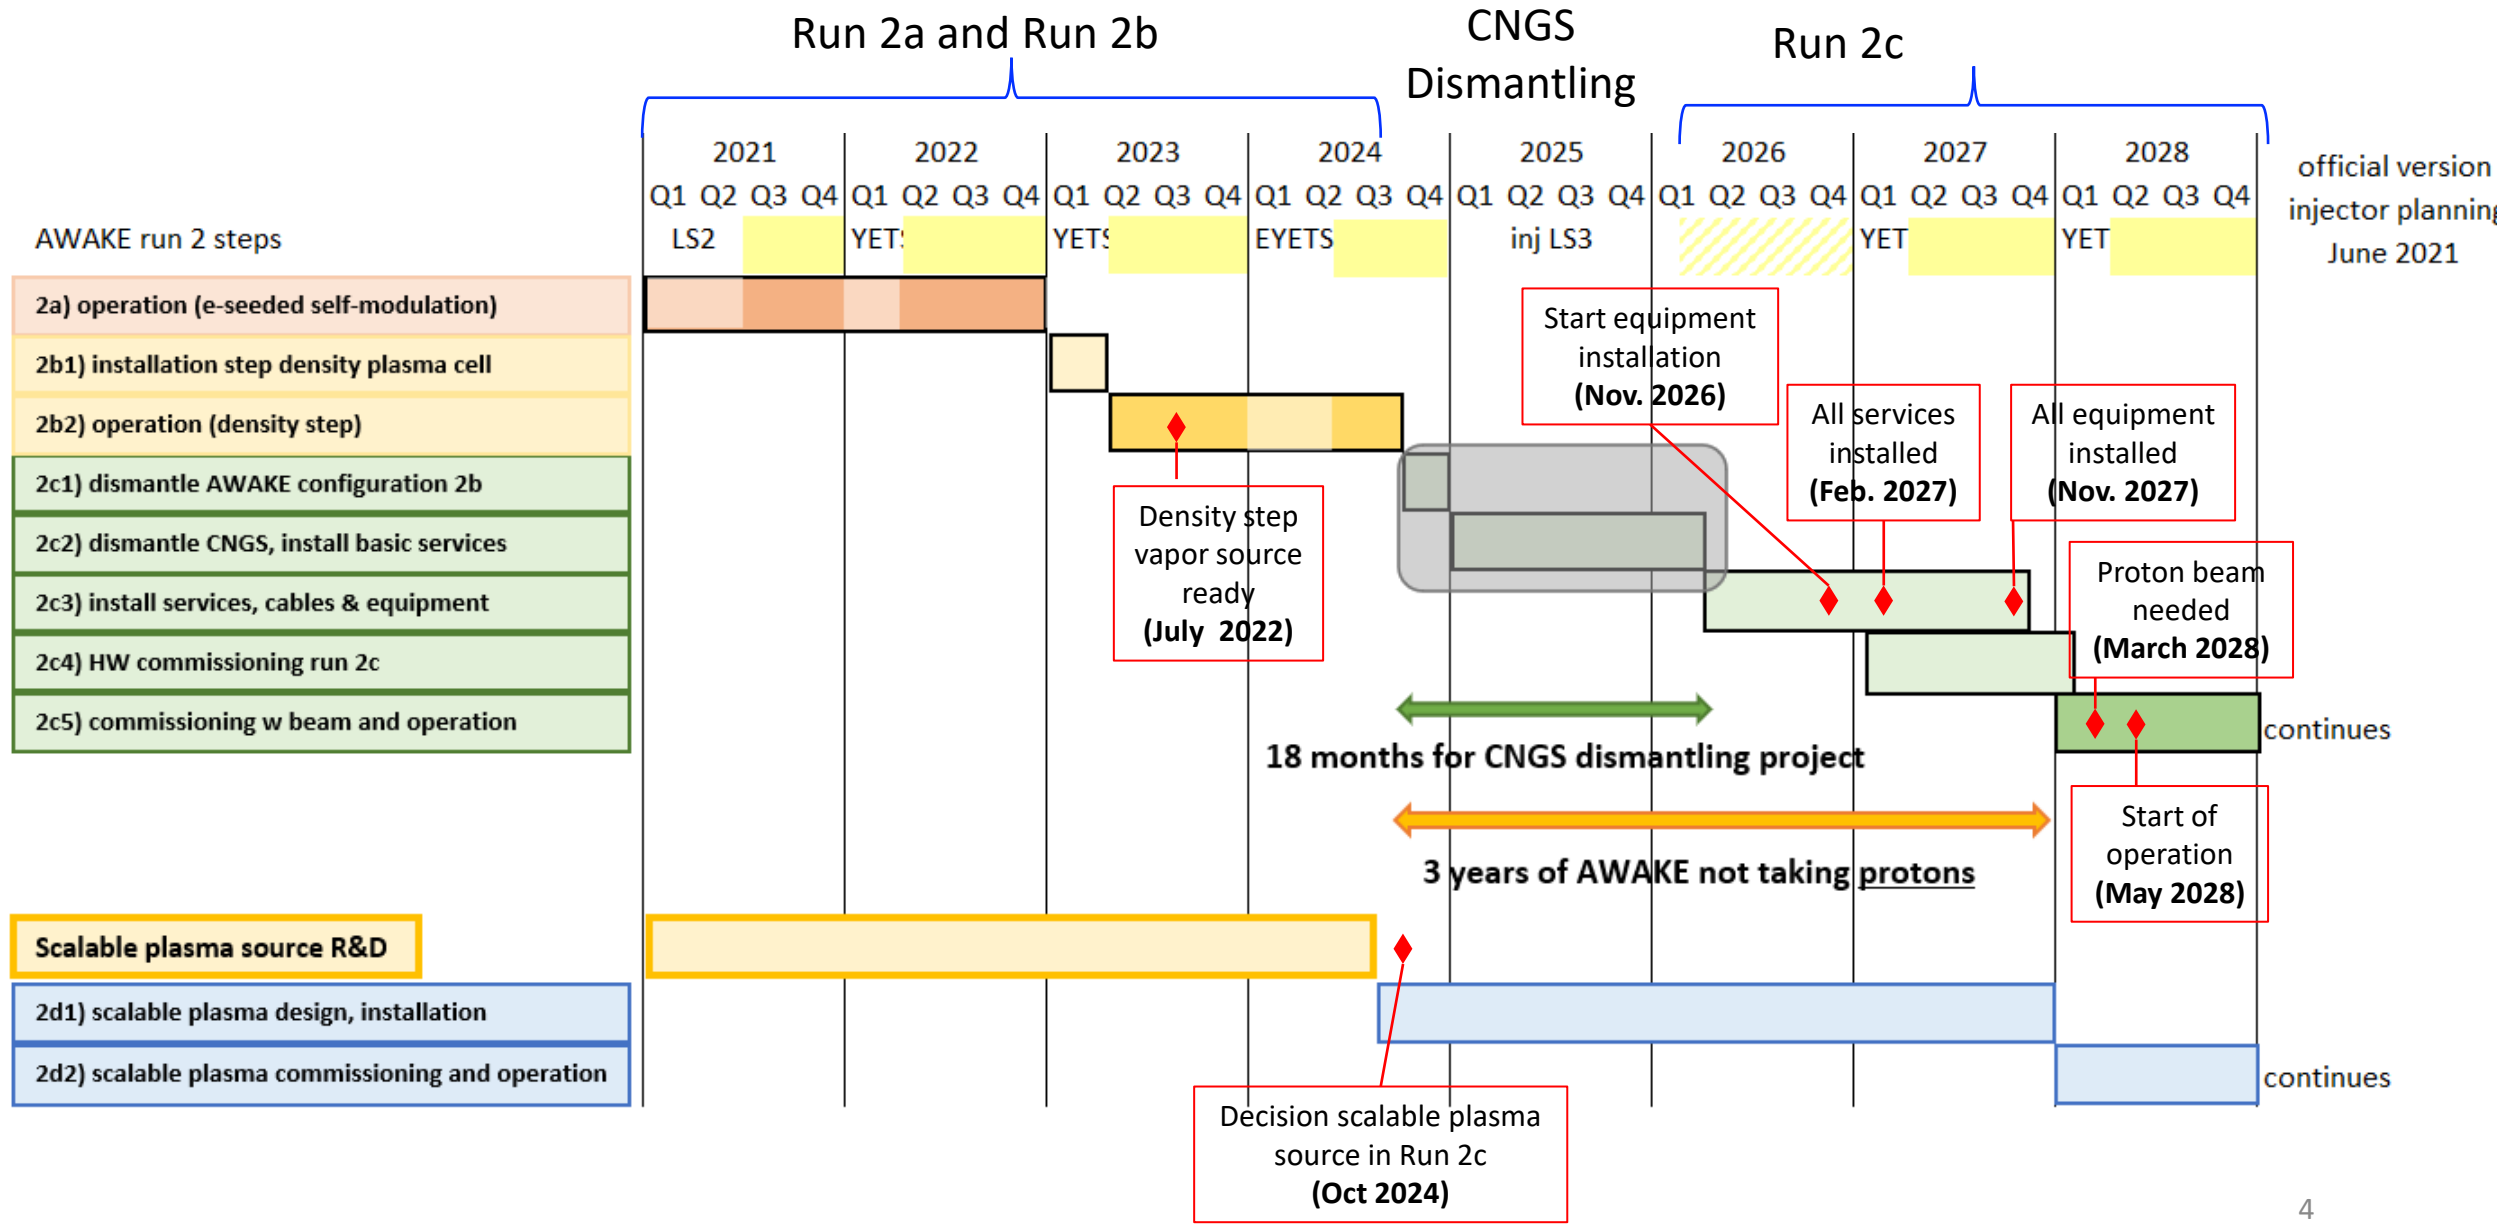 Run 2a and Run 2b
CNGS
Dismantling
Run 2c
2021 2022 2023 2024 2025 2026 2027 2028
Q1 Q2 Q3 Q4 Q1 Q2 Q3 Q4 Q1 Q2 Q3 Q4 Q1 Q2 Q3 Q4 Q1 Q2 Q3 Q4 Q1 Q2 Q3 Q4 Q1 Q2 Q3 Q4 Q1 Q2 Q3 Q4
official version
injector planning
June 2021
AWAKE run 2 steps LS2 YETS YETS EYETS inj LS3 YET YET
2a) operation (e-seeded self-modulation)
2b1) installation step density plasma cell
2b2) operation (density step)
2c1) dismantle AWAKE configuration 2b
2c2) dismantle CNGS, install basic services
2c3) install services, cables & equipment
2c4) HW commissioning run 2c
2c5) commissioning w beam and operation
continues
Start equipment
installation
(Nov. 2026)
All services
installed
(Feb. 2027)
All equipment
installed
(Nov. 2027)
Density step
vapor source
ready
(July 2022)
Proton beam
needed
(March 2028)
18 months for CNGS dismantling project
3 years of AWAKE not taking protons
Start of
operation
(May 2028)
Scalable plasma source R&D
2d1) scalable plasma design, installation
2d2) scalable plasma commissioning and operation
continues
Decision scalable plasma
source in Run 2c
(Oct 2024)
4